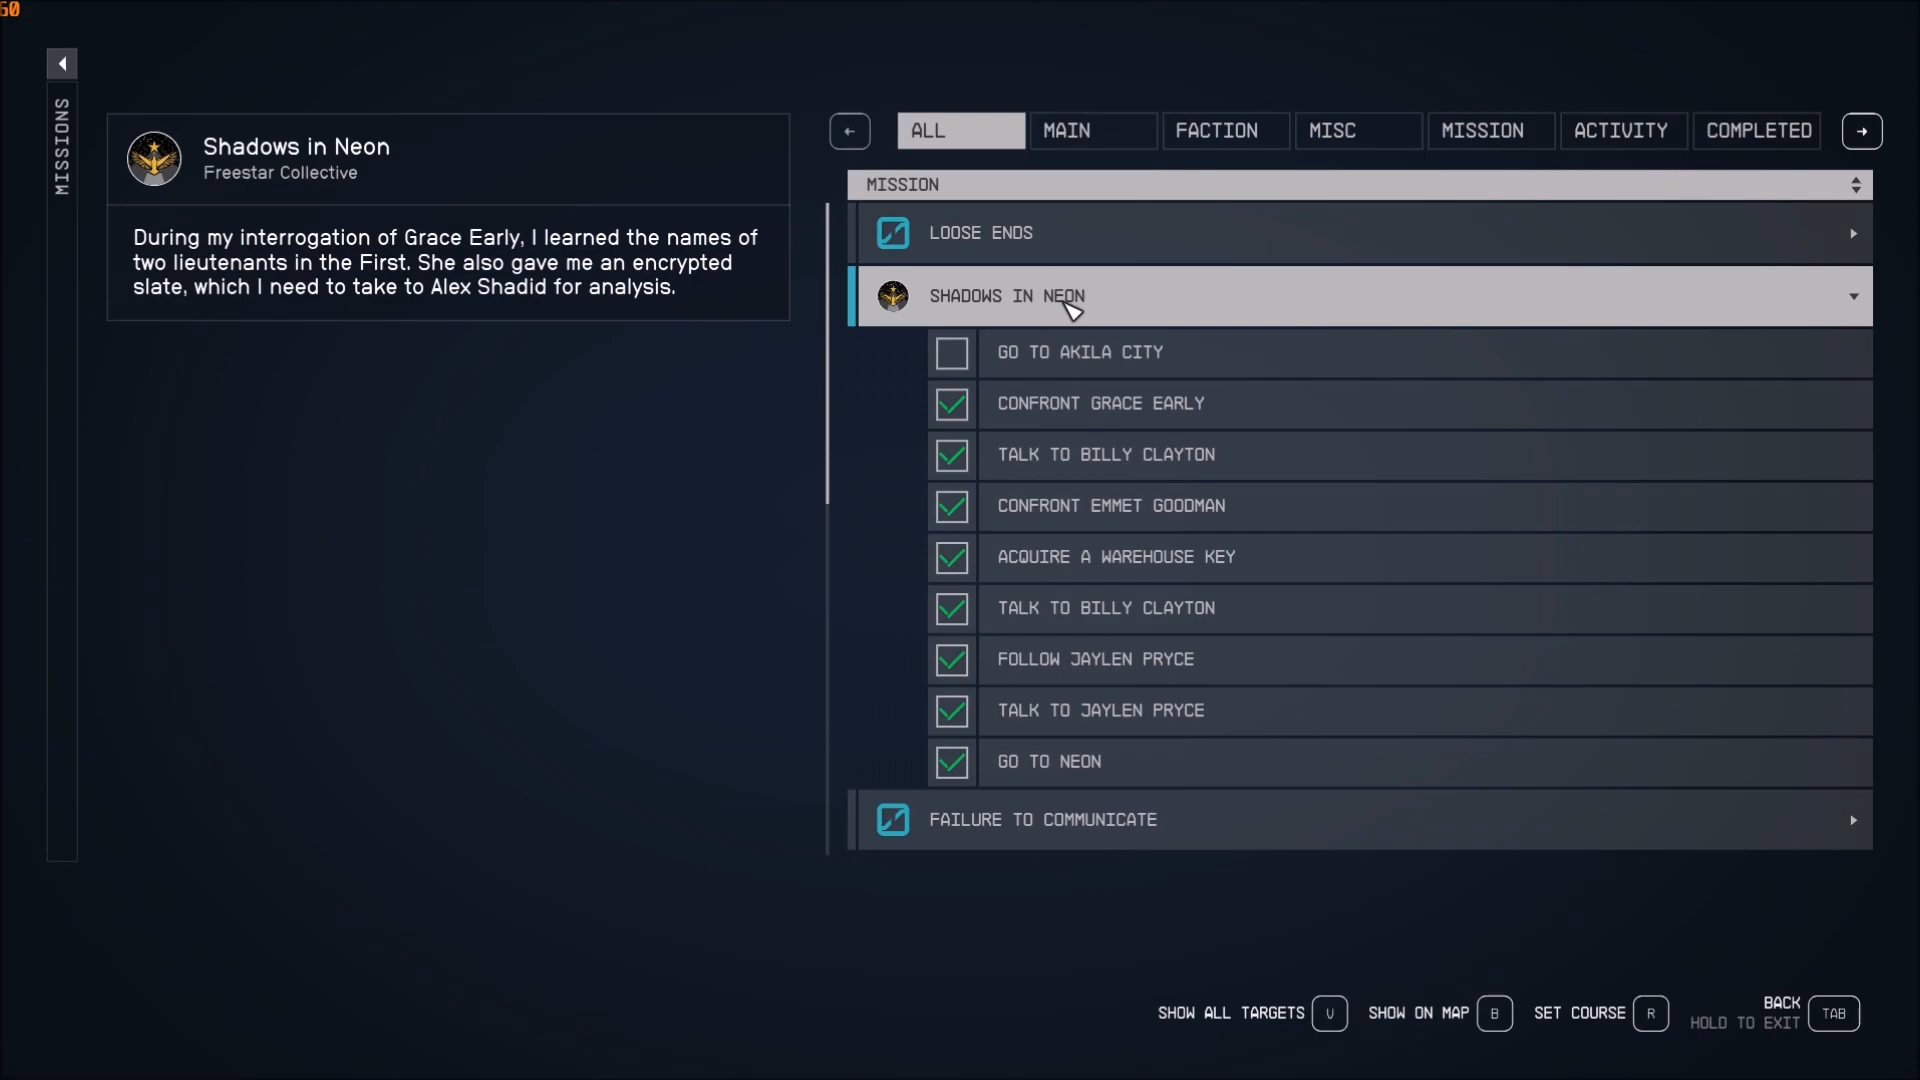 60
MISSIONS
Shadows in Neon
Freestar Collective
During my interrogation of Grace Early, I learned the names of
two lieutenants in the First. She also gave me an encrypted
slate, which I need to take to Alex Shadid for analysis.
ALL MAIN FACTION MISC MISSION ACTIVITY COMPLETED
MISSION
LOOSE ENDS
SHADOWS IN NEON
GO TO AKILA CITY
CONFRONT GRACE EARLY
TALK TO BILLY CLAYTON
CONFRONT EMMET GOODMAN
ACQUIRE A WAREHOUSE KEY
TALK TO BILLY CLAYTON
FOLLOW JAYLEN PRYCE
TALK TO JAYLEN PRYCE
GO TO NEON
FAILURE TO COMMUNICATE
SHOW ALL TARGETS V SHOW ON MAP B SET COURSE R BACK TAB
HOLD TO EXIT